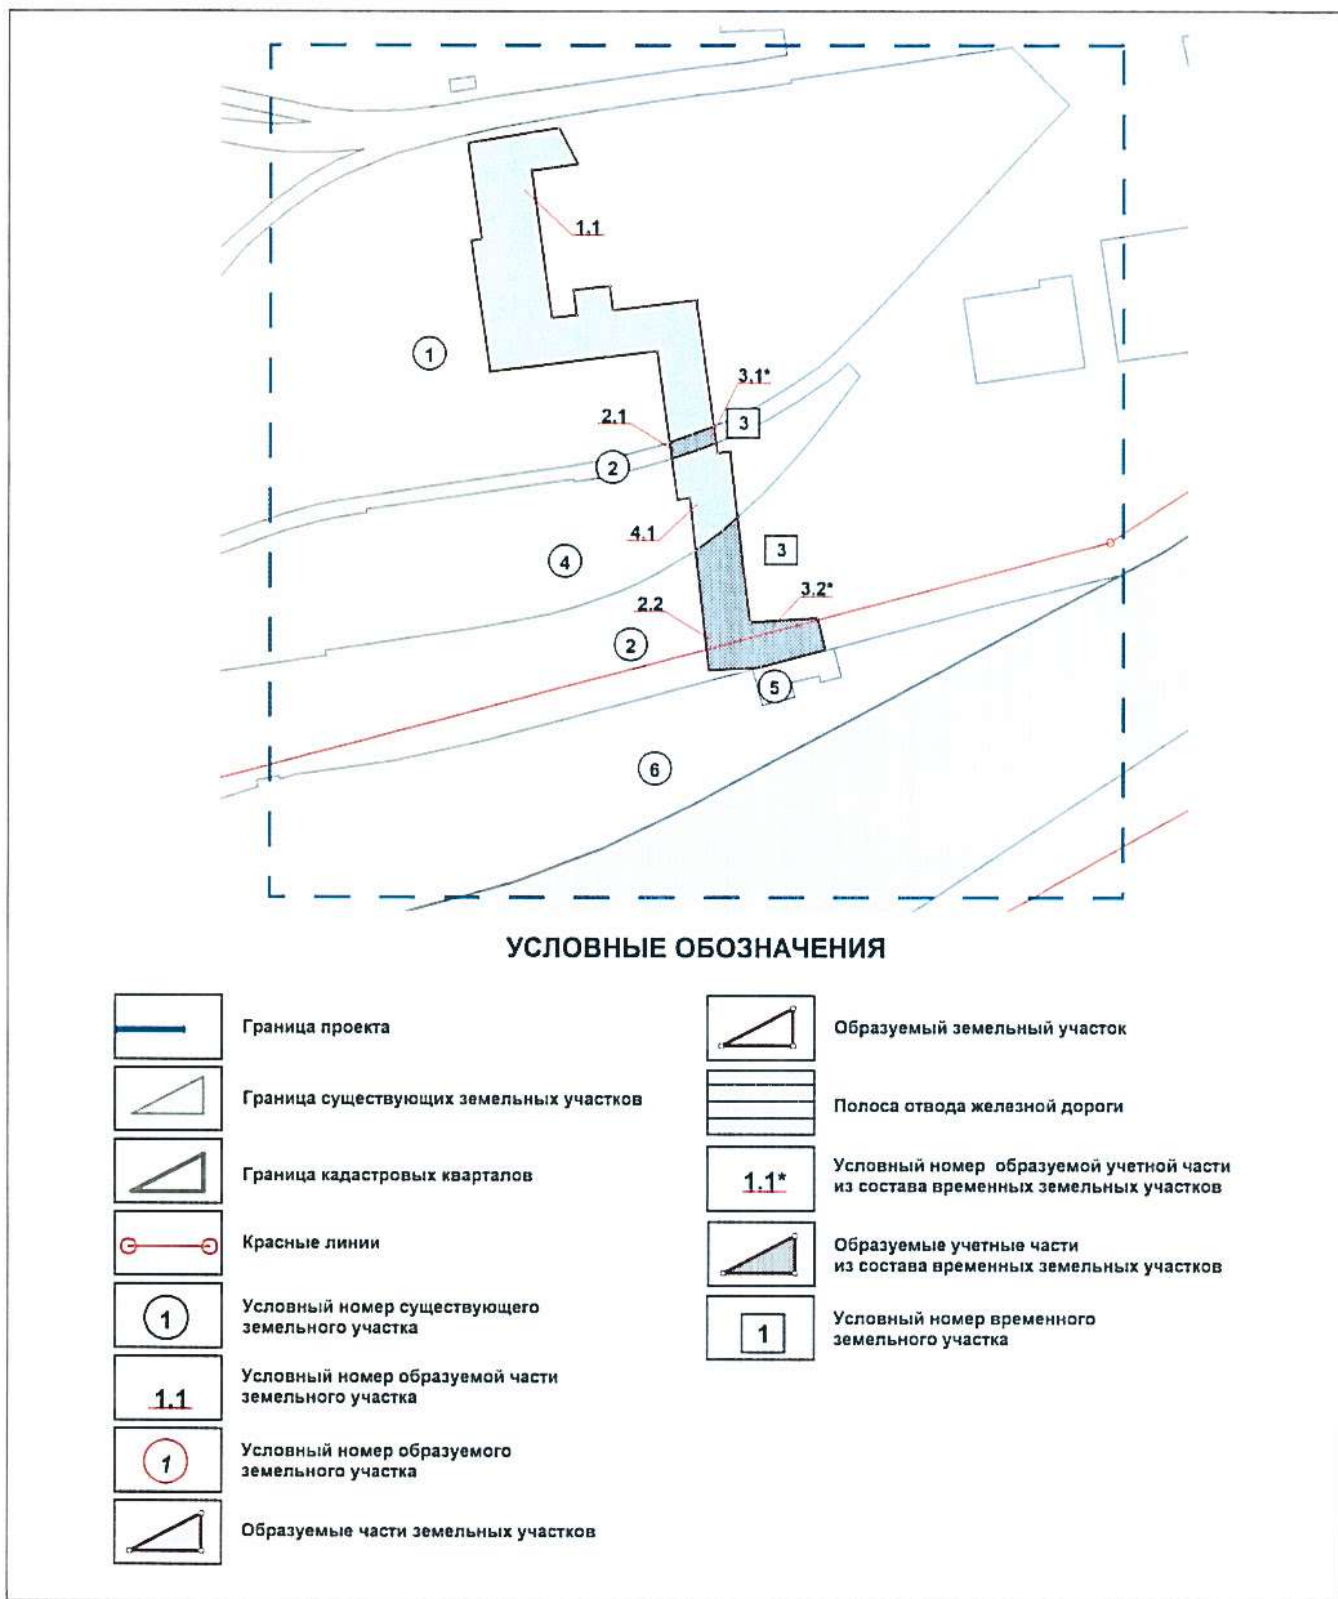 1.1
1
3.1*
2.1
3
2
4.1
3
4
3.2*
2.2
2
5
6
УСЛОВНЫЕ ОБОЗНАЧЕНИЯ
Граница проекта
Граница существующих земельных участков
Граница кадастровых кварталов
Красные линии
1
Условный номер существующего
земельного участка
1.1
Условный номер образуемой части
земельного участка
1
Условный номер образуемого
земельного участка
Образуемые части земельных участков
Образуемый земельный участок
Полоса отвода железной дороги
1.1*
Условный номер образуемой учетной части
из состава временных земельных участков
Образуемые учетные части
из состава временных земельных участков
1
Условный номер временного
земельного участка